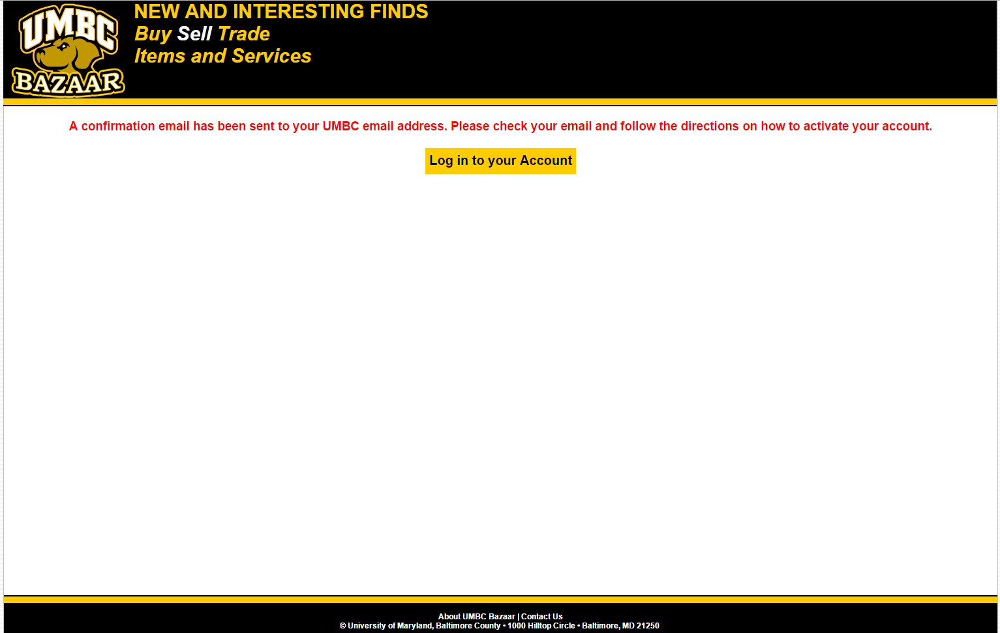 UMBC
BAZAAR
NEW AND INTERESTING FINDS
Buy Sell Trade
Items and Services
A confirmation email has been sent to your UMBC email address. Please check your email and follow the directions on how to activate your account.
Log in to your Account
About UMBC Bazaar | Contact Us
© University of Maryland, Baltimore County • 1000 Hilltop Circle • Baltimore, MD 21250